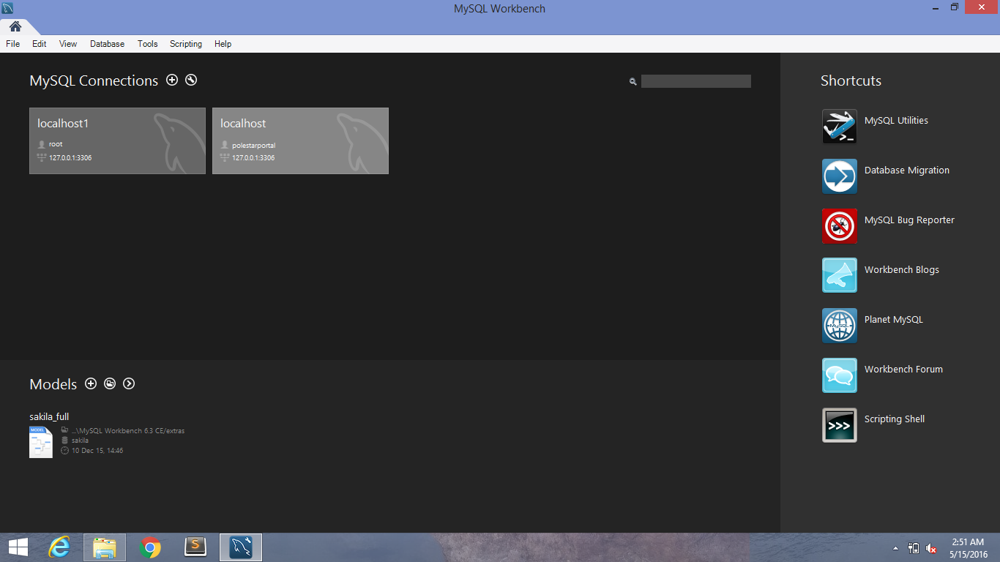 MySQL Workbench
File Edit View Database Tools Scripting Help
MySQL Connections
localhost1
root
127.0.0.1:3306
localhost
polestarportal
127.0.0.1:3306
Models
sakila_full
MODEL
...\MySQL Workbench 6.3 CE/extras
sakila
10 Dec 15, 14:46
Shortcuts
MySQL Utilities
Database Migration
MySQL Bug Reporter
Workbench Blogs
MySQL
Planet MySQL
Workbench Forum
>>>
Scripting Shell
S
2:51 AM
5/15/2016